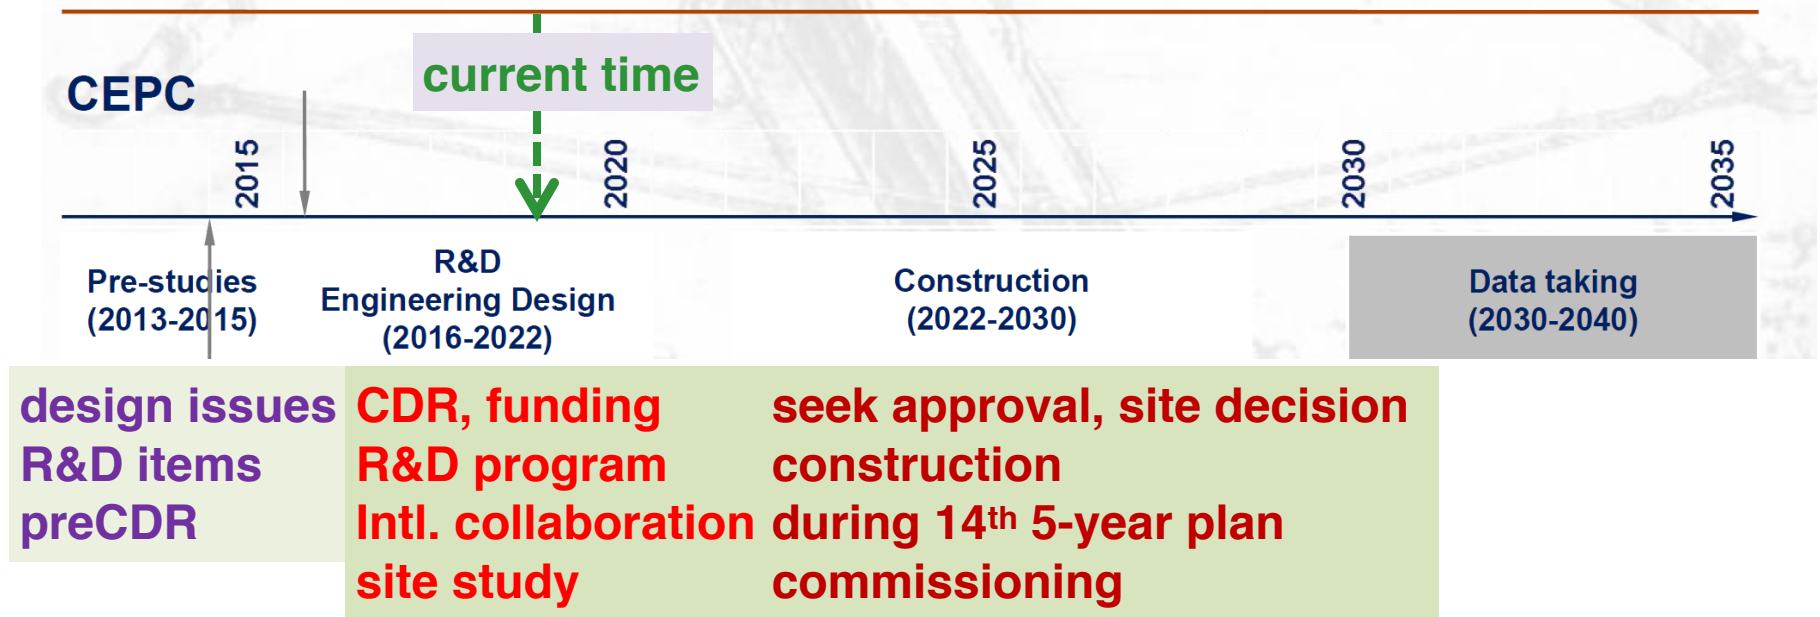 current time
CEPC
2015
2020
2025
2030
2035
Pre-studies
(2013-2015)
R&D
Engineering Design
(2016-2022)
Construction
(2022-2030)
Data taking
(2030-2040)
design issues
R&D items
preCDR
CDR, funding
R&D program
Intl. collaboration
site study
seek approval, site decision
construction
during 14th 5-year plan
commissioning